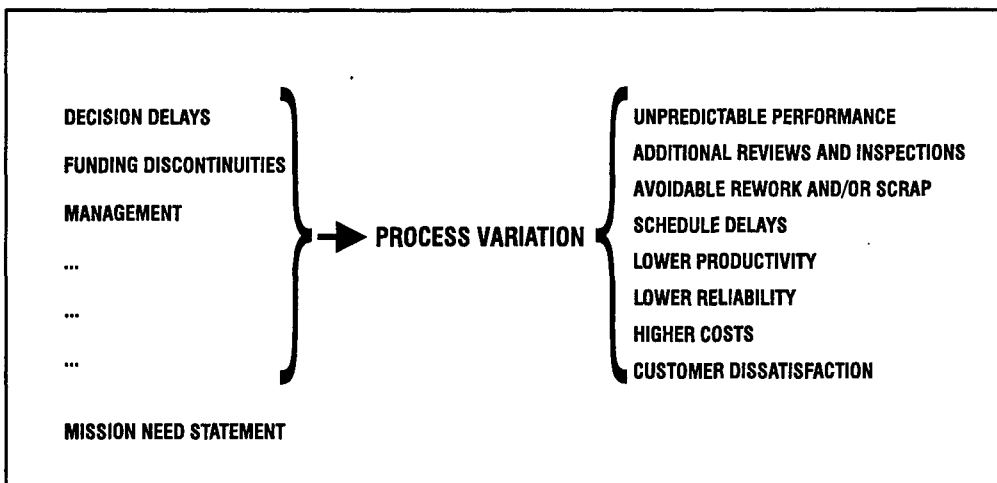 DECISION DELAYS
FUNDING DISCONTINUITIES
MANAGEMENT
...
...
...
MISSION NEED STATEMENT
PROCESS VARIATION
UNPREDICTABLE PERFORMANCE
ADDITIONAL REVIEWS AND INSPECTIONS
AVOIDABLE REWORK AND/OR SCRAP
SCHEDULE DELAYS
LOWER PRODUCTIVITY
LOWER RELIABILITY
HIGHER COSTS
CUSTOMER DISSATISFACTION